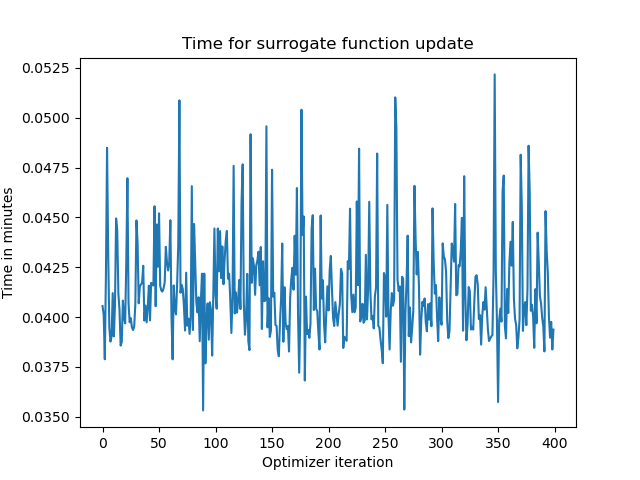 Time for surrogate function update
0.0525
0.0500
0.0475
0.0450
0.0425
0.0400
0.0375
0.0350
Time in minutes
0 50 100 150 200 250 300 350 400
Optimizer iteration